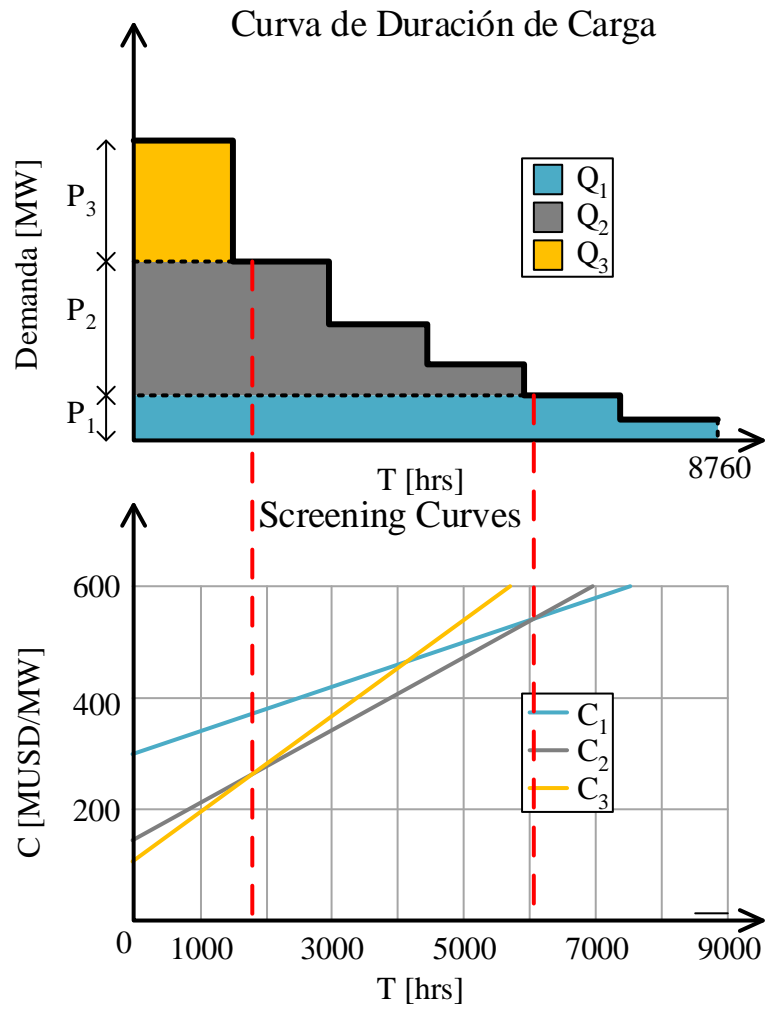 Curva de Duración de Carga
Demanda [MW]
P3
P2
P1
Q1
Q2
Q3
8760
T [hrs]
Screening Curves
C [MUSD/MW]
600
400
200
C1
C2
C3
0 1000 3000 5000 7000 9000
T [hrs]